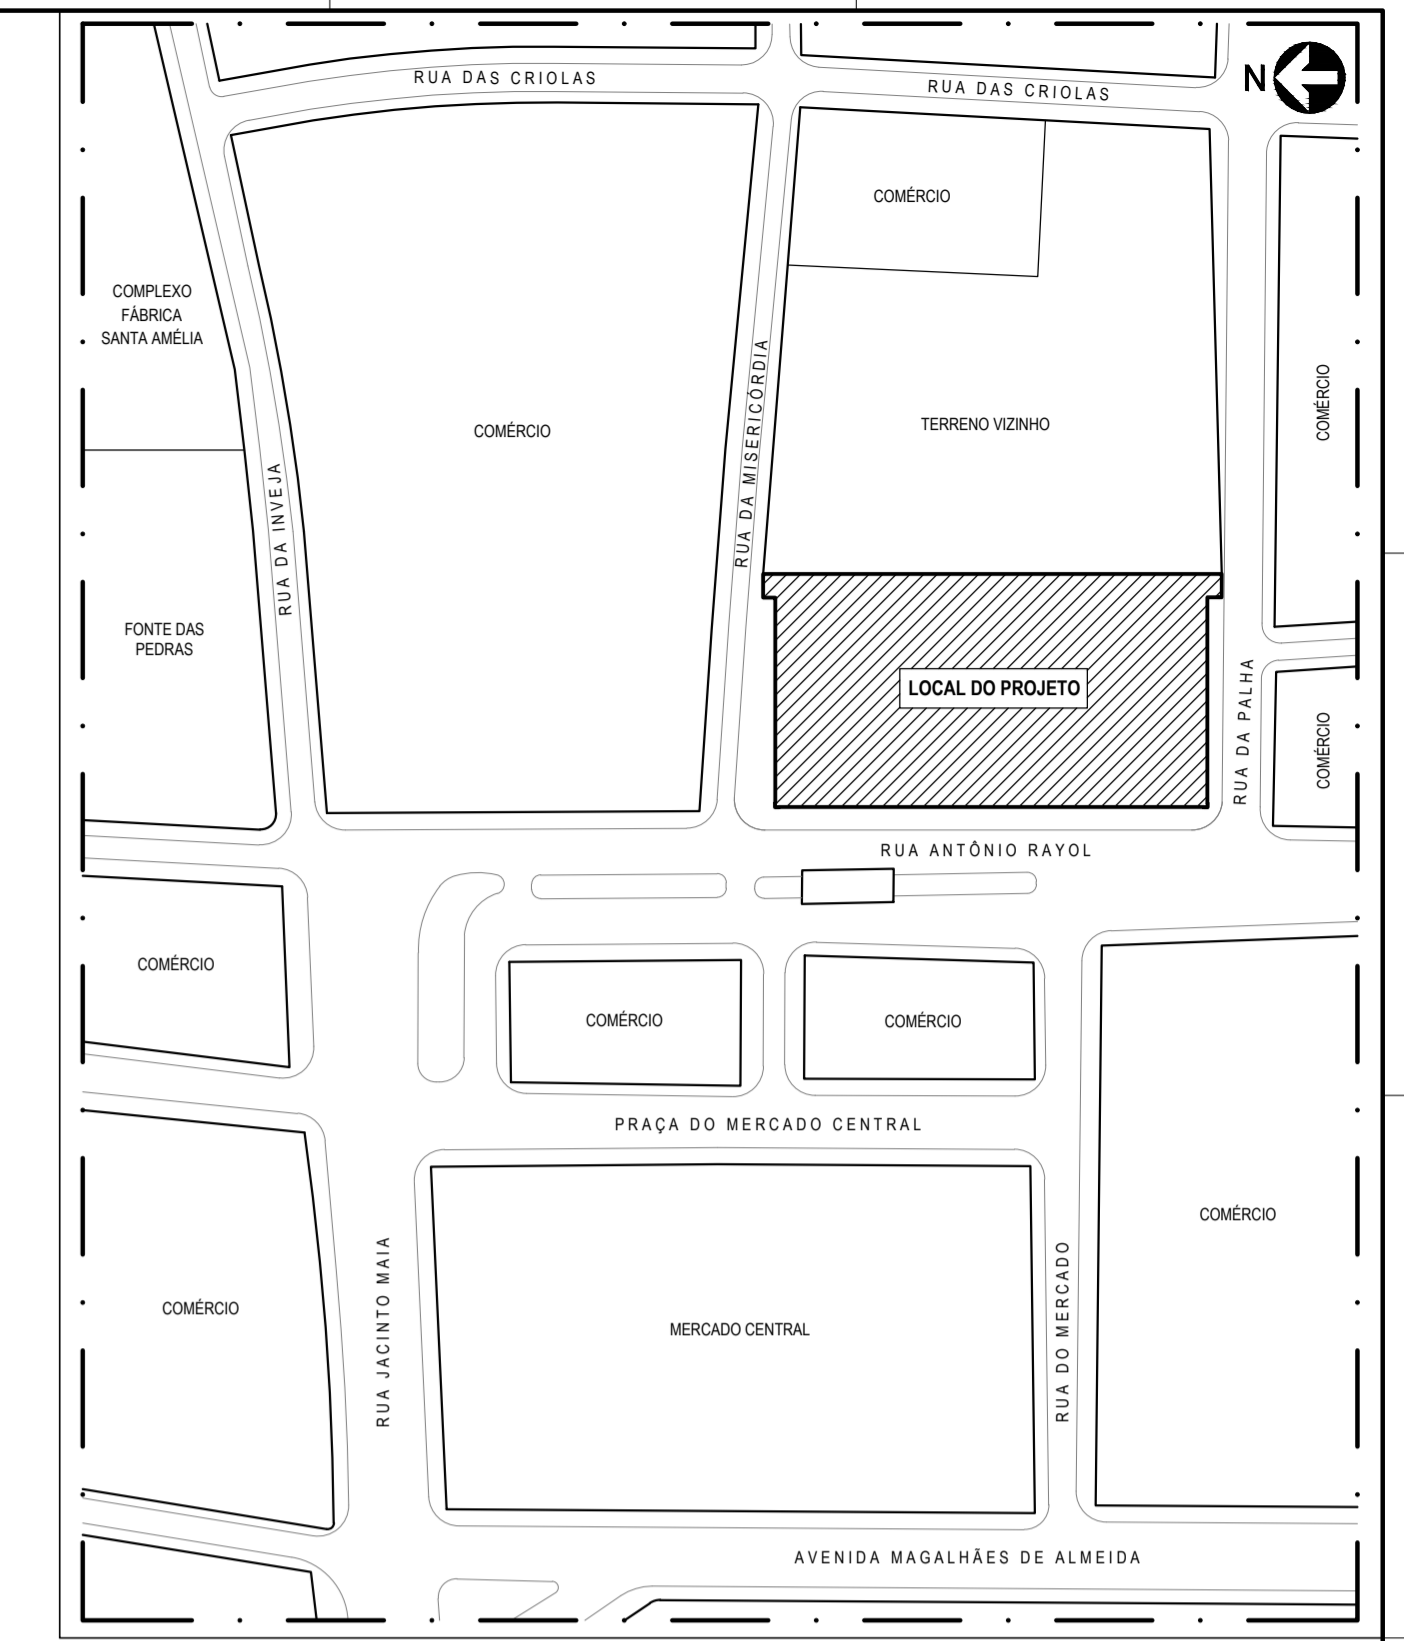 RUA DAS CRIOLAS
RUA DAS CRIOLAS
N
COMÉRCIO
COMPLEXO
FÁBRICA
SANTA AMÉLIA
COMÉRCIO
TERRENO VIZINHO
COMÉRCIO
RUA DA MISERICÓRDIA
RUA DA INVEJA
FONTE DAS
PEDRAS
LOCAL DO PROJETO
RUA DA PALHA
COMÉRCIO
RUA ANTÔNIO RAYOL
COMÉRCIO
COMÉRCIO
COMÉRCIO
PRAÇA DO MERCADO CENTRAL
COMÉRCIO
COMÉRCIO
RUA JACINTO MAIA
MERCADO CENTRAL
RUA DO MERCADO
AVENIDA MAGALHÃES DE ALMEIDA